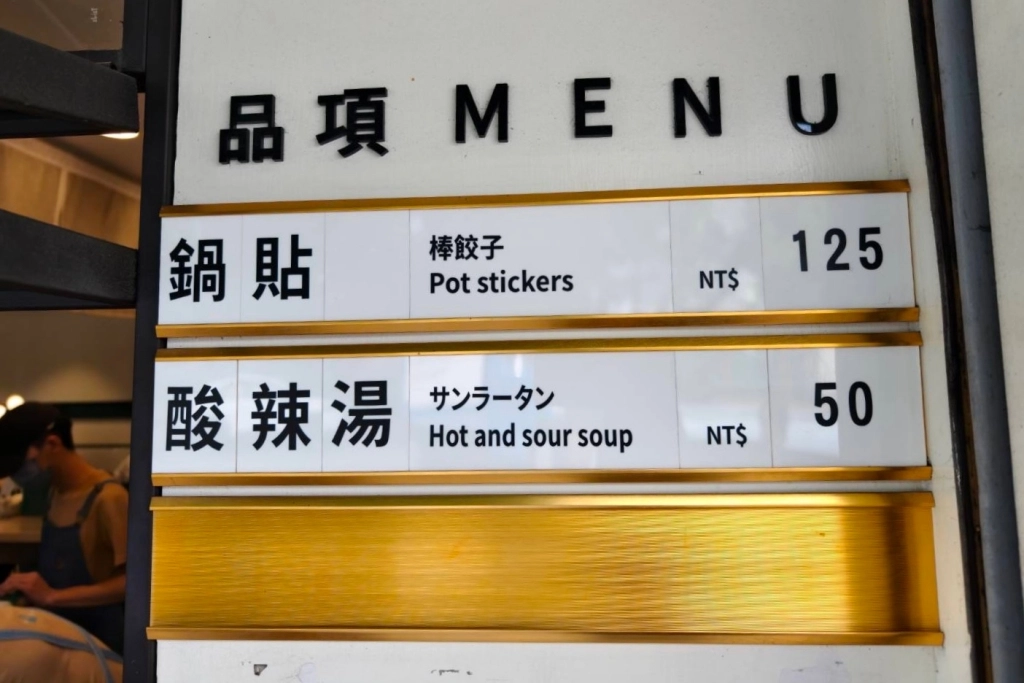 品項 MENU
鍋貼 棒餃子 NT$ 125
Pot stickers
酸辣湯 サンラータン NT$ 50
Hot and sour soup